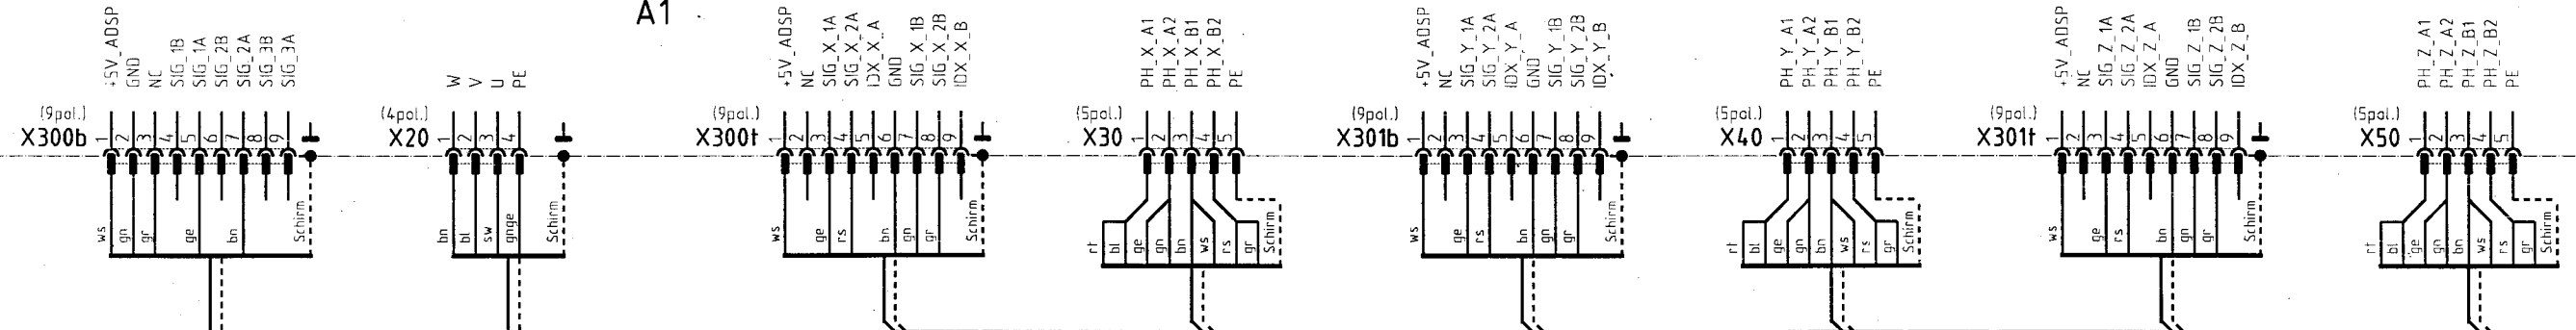 A1
+5V_ADSP
GND
NC
SIG_1B
SIG_1A
SIG_2B
SIG_2A
SIG_3B
SIG_3A
(9pol.)
X300b
1 2 3 4 5 6 7 8 9
ws gn gr ge bn Schirm
W
V
U
PE
(4pol.)
X20
1 2 3 4
bn bl sw gnge Schirm
+5V_ADSP
NC
SIG_X_1A
SIG_X_2A
IDX_X_A
GND
SIG_X_1B
SIG_X_2B
IDX_X_B
(9pol.)
X300t
1 2 3 4 5 6 7 8 9
ws ge rs bn gn gr Schirm
PH_X_A1
PH_X_A2
PH_X_B1
PH_X_B2
PE
(5pol.)
X30
1 2 3 4 5
rt bl ge gn bn ws rs gr Schirm
+5V_ADSP
NC
SIG_Y_1A
SIG_Y_2A
IDX_Y_A
GND
SIG_Y_1B
SIG_Y_2B
IDX_Y_B
(9pol.)
X301b
1 2 3 4 5 6 7 8 9
ws ge rs bn gn gr Schirm
PH_Y_A1
PH_Y_A2
PH_Y_B1
PH_Y_B2
PE
(5pol.)
X40
1 2 3 4 5
rt bl ge gn bn ws rs gr Schirm
+5V_ADSP
NC
SIG_Z_1A
SIG_Z_2A
IDX_Z_A
GND
SIG_Z_1B
SIG_Z_2B
IDX_Z_B
(9pol.)
X301t
1 2 3 4 5 6 7 8 9
ws ge rs bn gn gr Schirm
PH_Z_A1
PH_Z_A2
PH_Z_B1
PH_Z_B2
PE
(5pol.)
X50
1 2 3 4 5
rt bl ge gn bn ws rs gr Schirm